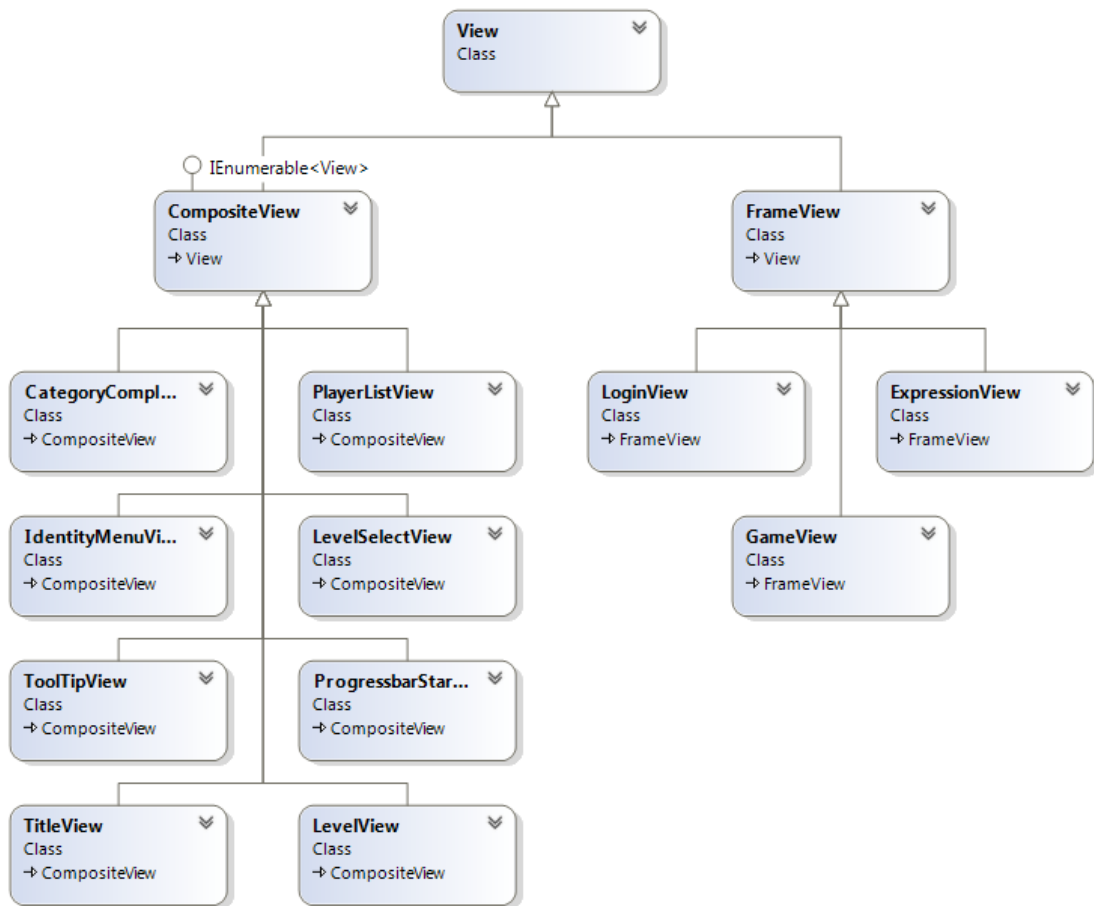 View
Class
IEnumerable<View>
CompositeView
Class
View
FrameView
Class
View
CategoryCompl...
Class
CompositeView
PlayerListView
Class
CompositeView
LoginView
Class
FrameView
ExpressionView
Class
FrameView
IdentityMenuVi...
Class
CompositeView
LevelSelectView
Class
CompositeView
GameView
Class
FrameView
ToolTipView
Class
CompositeView
ProgressbarStar...
Class
CompositeView
TitleView
Class
CompositeView
LevelView
Class
CompositeView